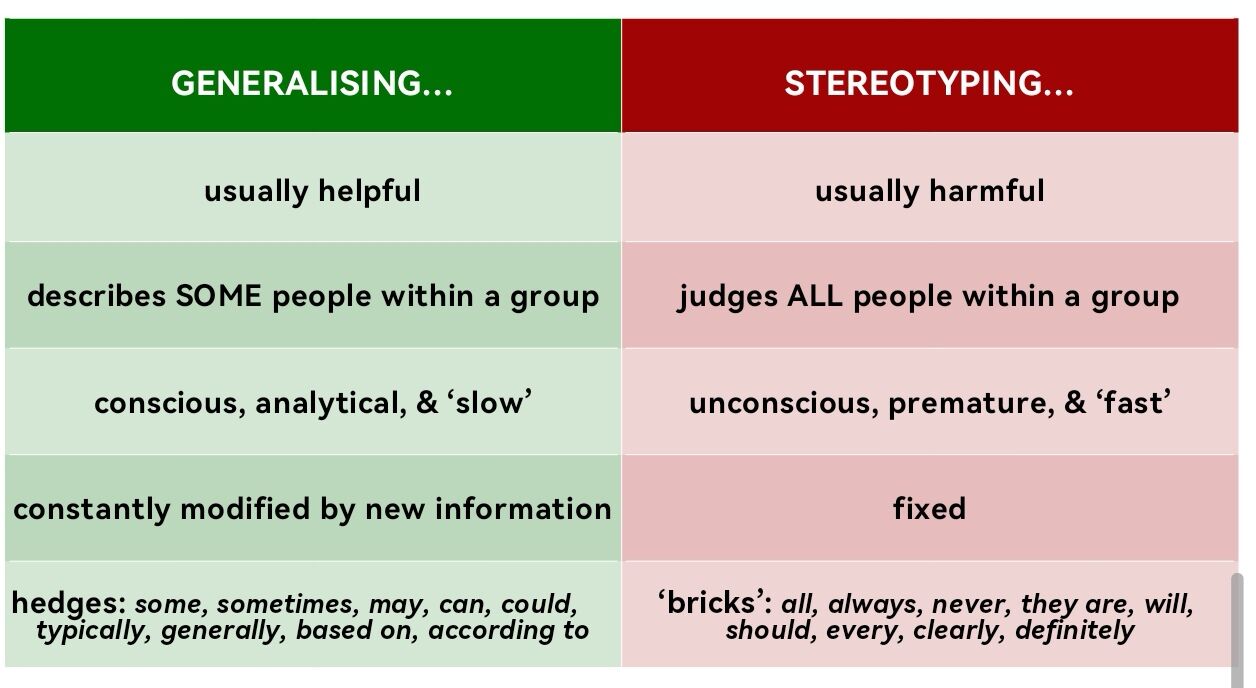 GENERALISING...
STEREOTYPING...
usually helpful
usually harmful
describes SOME people within a group
judges ALL people within a group
conscious, analytical, & ‘slow’
unconscious, premature, & ‘fast’
constantly modified by new information
fixed
hedges: some, sometimes, may, can, could,
typically, generally, based on, according to
‘bricks’: all, always, never, they are, will,
should, every, clearly, definitely